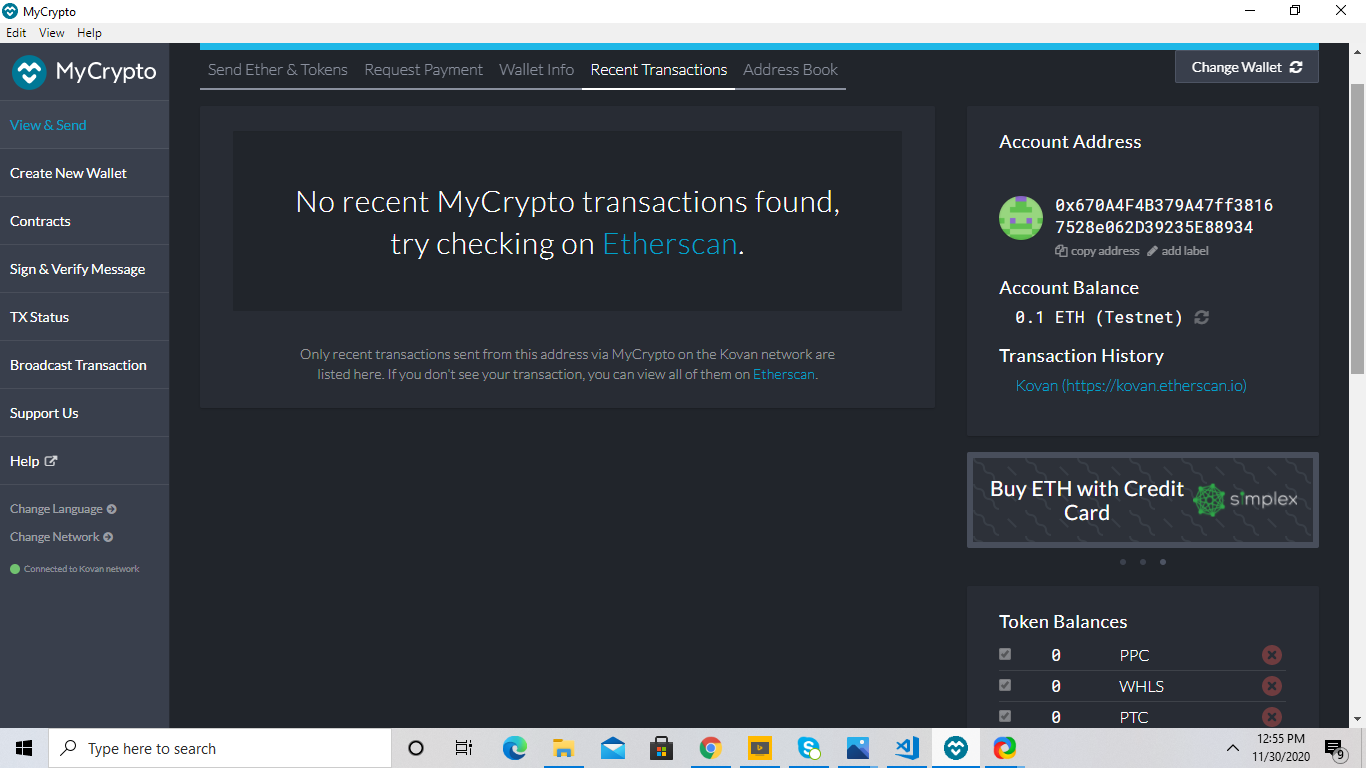 MyCrypto
Edit View Help
MyCrypto
View & Send
Create New Wallet
Contracts
Sign & Verify Message
TX Status
Broadcast Transaction
Support Us
Help
Change Language
Change Network
Connected to Kovan network
Send Ether & Tokens Request Payment Wallet Info Recent Transactions Address Book
Change Wallet
No recent MyCrypto transactions found,
try checking on Etherscan.
Only recent transactions sent from this address via MyCrypto on the Kovan network are
listed here. If you don't see your transaction, you can view all of them on Etherscan.
Account Address
0x670A4F4B379A47ff3816
7528e062D39235E88934
copy address add label
Account Balance
0.1 ETH (Testnet)
Transaction History
Kovan (https://kovan.etherscan.io)
Buy ETH with Credit
Card
simplex
Token Balances
0 PPC
0 WHLS
0 PTC
Type here to search
12:55 PM
11/30/2020
9